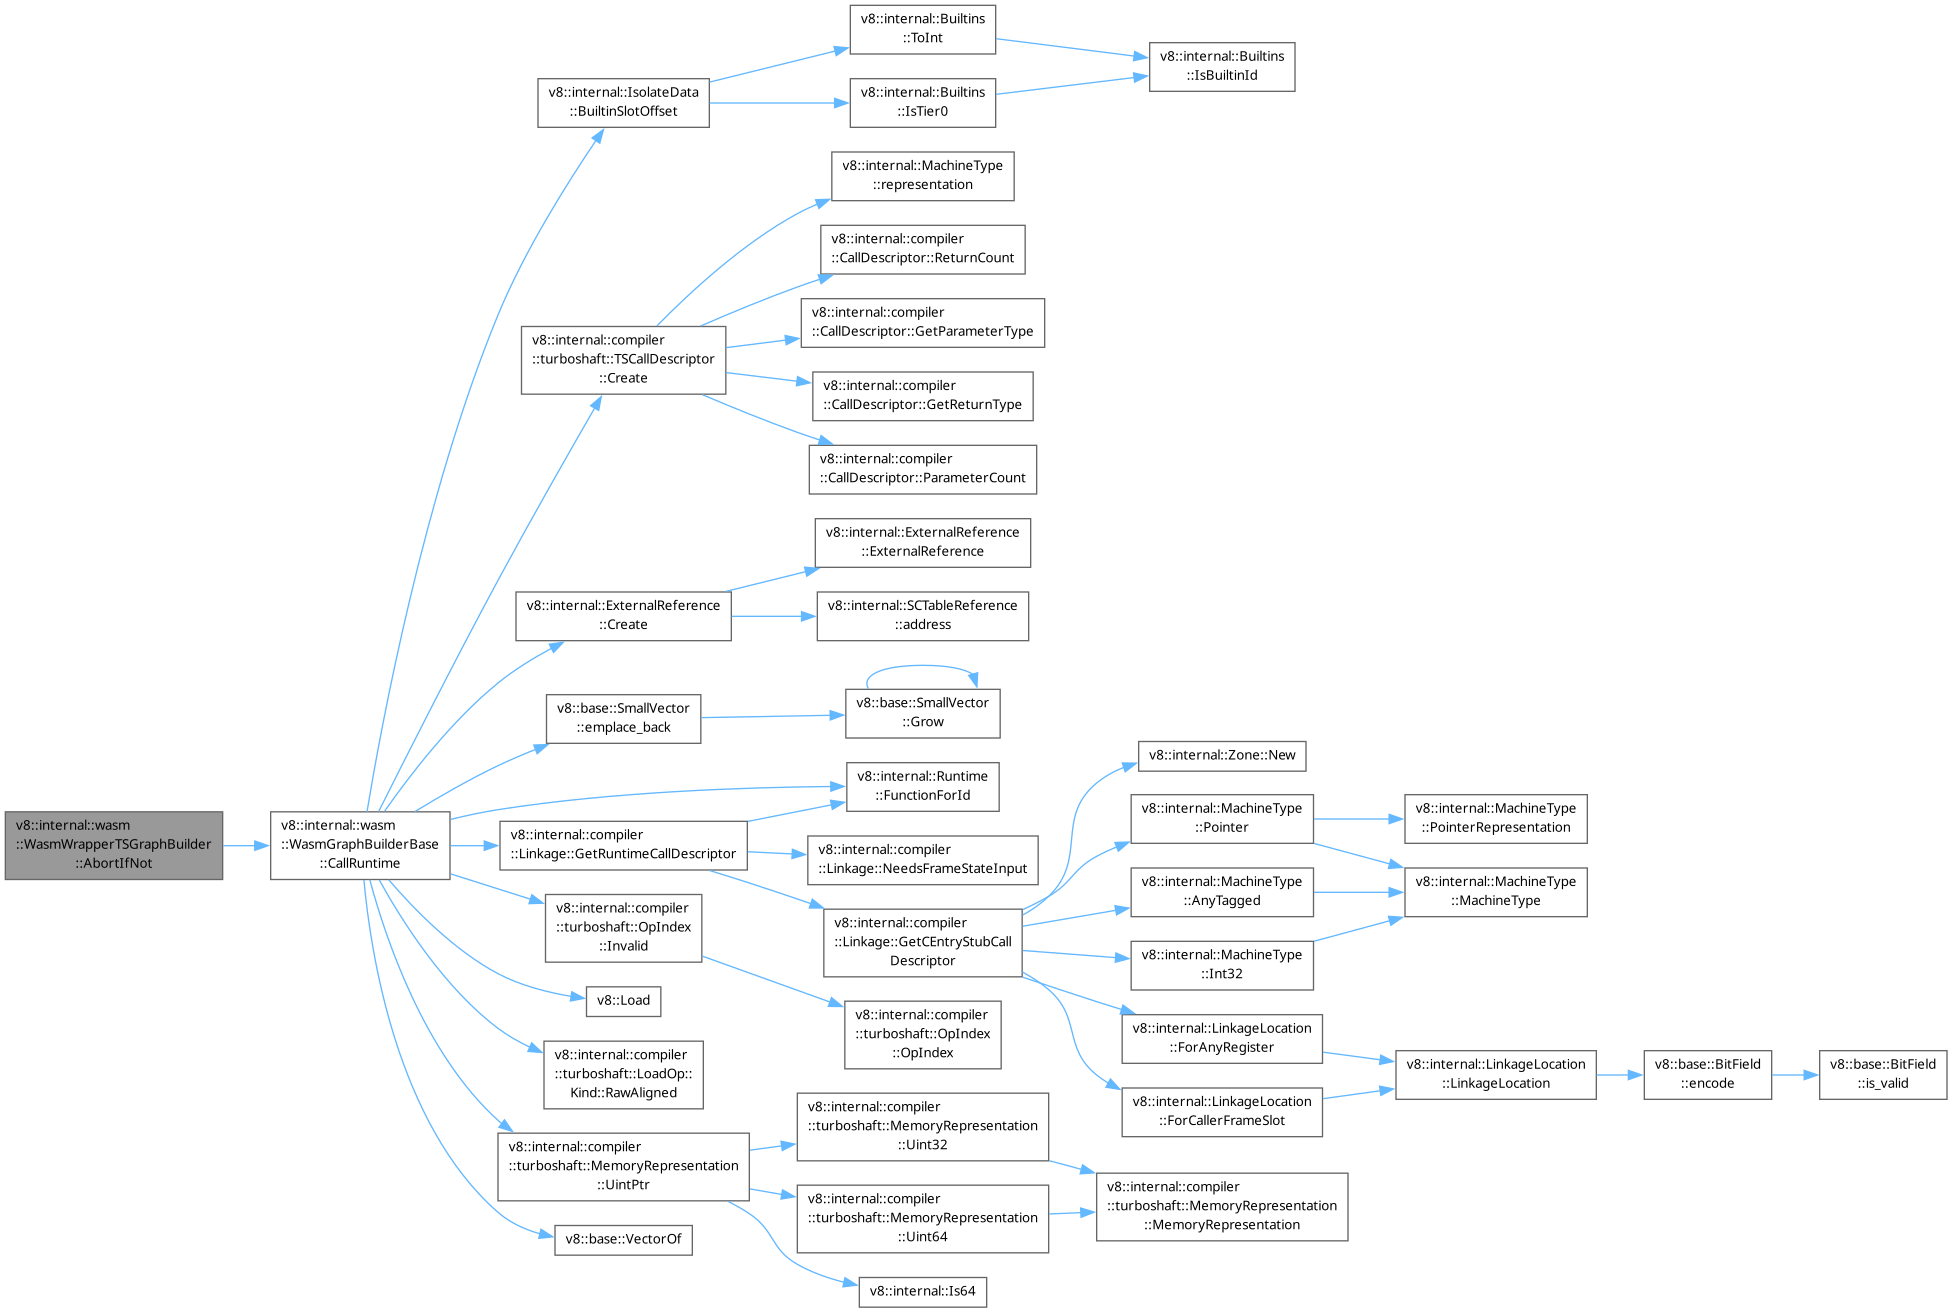 v8::internal::wasm
::WasmWrapperTSGraphBuilder
::AbortIfNot
v8::internal::wasm
::WasmGraphBuilderBase
::CallRuntime
v8::internal::IsolateData
::BuiltinSlotOffset
v8::internal::Builtins
::ToInt
v8::internal::Builtins
::IsTier0
v8::internal::Builtins
::IsBuiltinId
v8::internal::compiler
::turboshaft::TSCallDescriptor
::Create
v8::internal::MachineType
::representation
v8::internal::compiler
::CallDescriptor::ReturnCount
v8::internal::compiler
::CallDescriptor::GetParameterType
v8::internal::compiler
::CallDescriptor::GetReturnType
v8::internal::compiler
::CallDescriptor::ParameterCount
v8::internal::ExternalReference
::Create
v8::internal::ExternalReference
::ExternalReference
v8::internal::SCTableReference
::address
v8::base::SmallVector
::emplace_back
v8::base::SmallVector
::Grow
v8::internal::Runtime
::FunctionForId
v8::internal::compiler
::Linkage::GetRuntimeCallDescriptor
v8::internal::compiler
::Linkage::NeedsFrameStateInput
v8::internal::compiler
::Linkage::GetCEntryStubCall
Descriptor
v8::internal::Zone::New
v8::internal::MachineType
::Pointer
v8::internal::MachineType
::PointerRepresentation
v8::internal::MachineType
::AnyTagged
v8::internal::MachineType
::MachineType
v8::internal::MachineType
::Int32
v8::internal::LinkageLocation
::ForAnyRegister
v8::internal::LinkageLocation
::ForCallerFrameSlot
v8::internal::LinkageLocation
::LinkageLocation
v8::base::BitField
::encode
v8::base::BitField
::is_valid
v8::internal::compiler
::turboshaft::OpIndex
::Invalid
v8::internal::compiler
::turboshaft::OpIndex
::OpIndex
v8::Load
v8::internal::compiler
::turboshaft::LoadOp::
Kind::RawAligned
v8::internal::compiler
::turboshaft::MemoryRepresentation
::UintPtr
v8::internal::compiler
::turboshaft::MemoryRepresentation
::Uint32
v8::internal::compiler
::turboshaft::MemoryRepresentation
::Uint64
v8::internal::compiler
::turboshaft::MemoryRepresentation
::MemoryRepresentation
v8::internal::Is64
v8::base::VectorOf